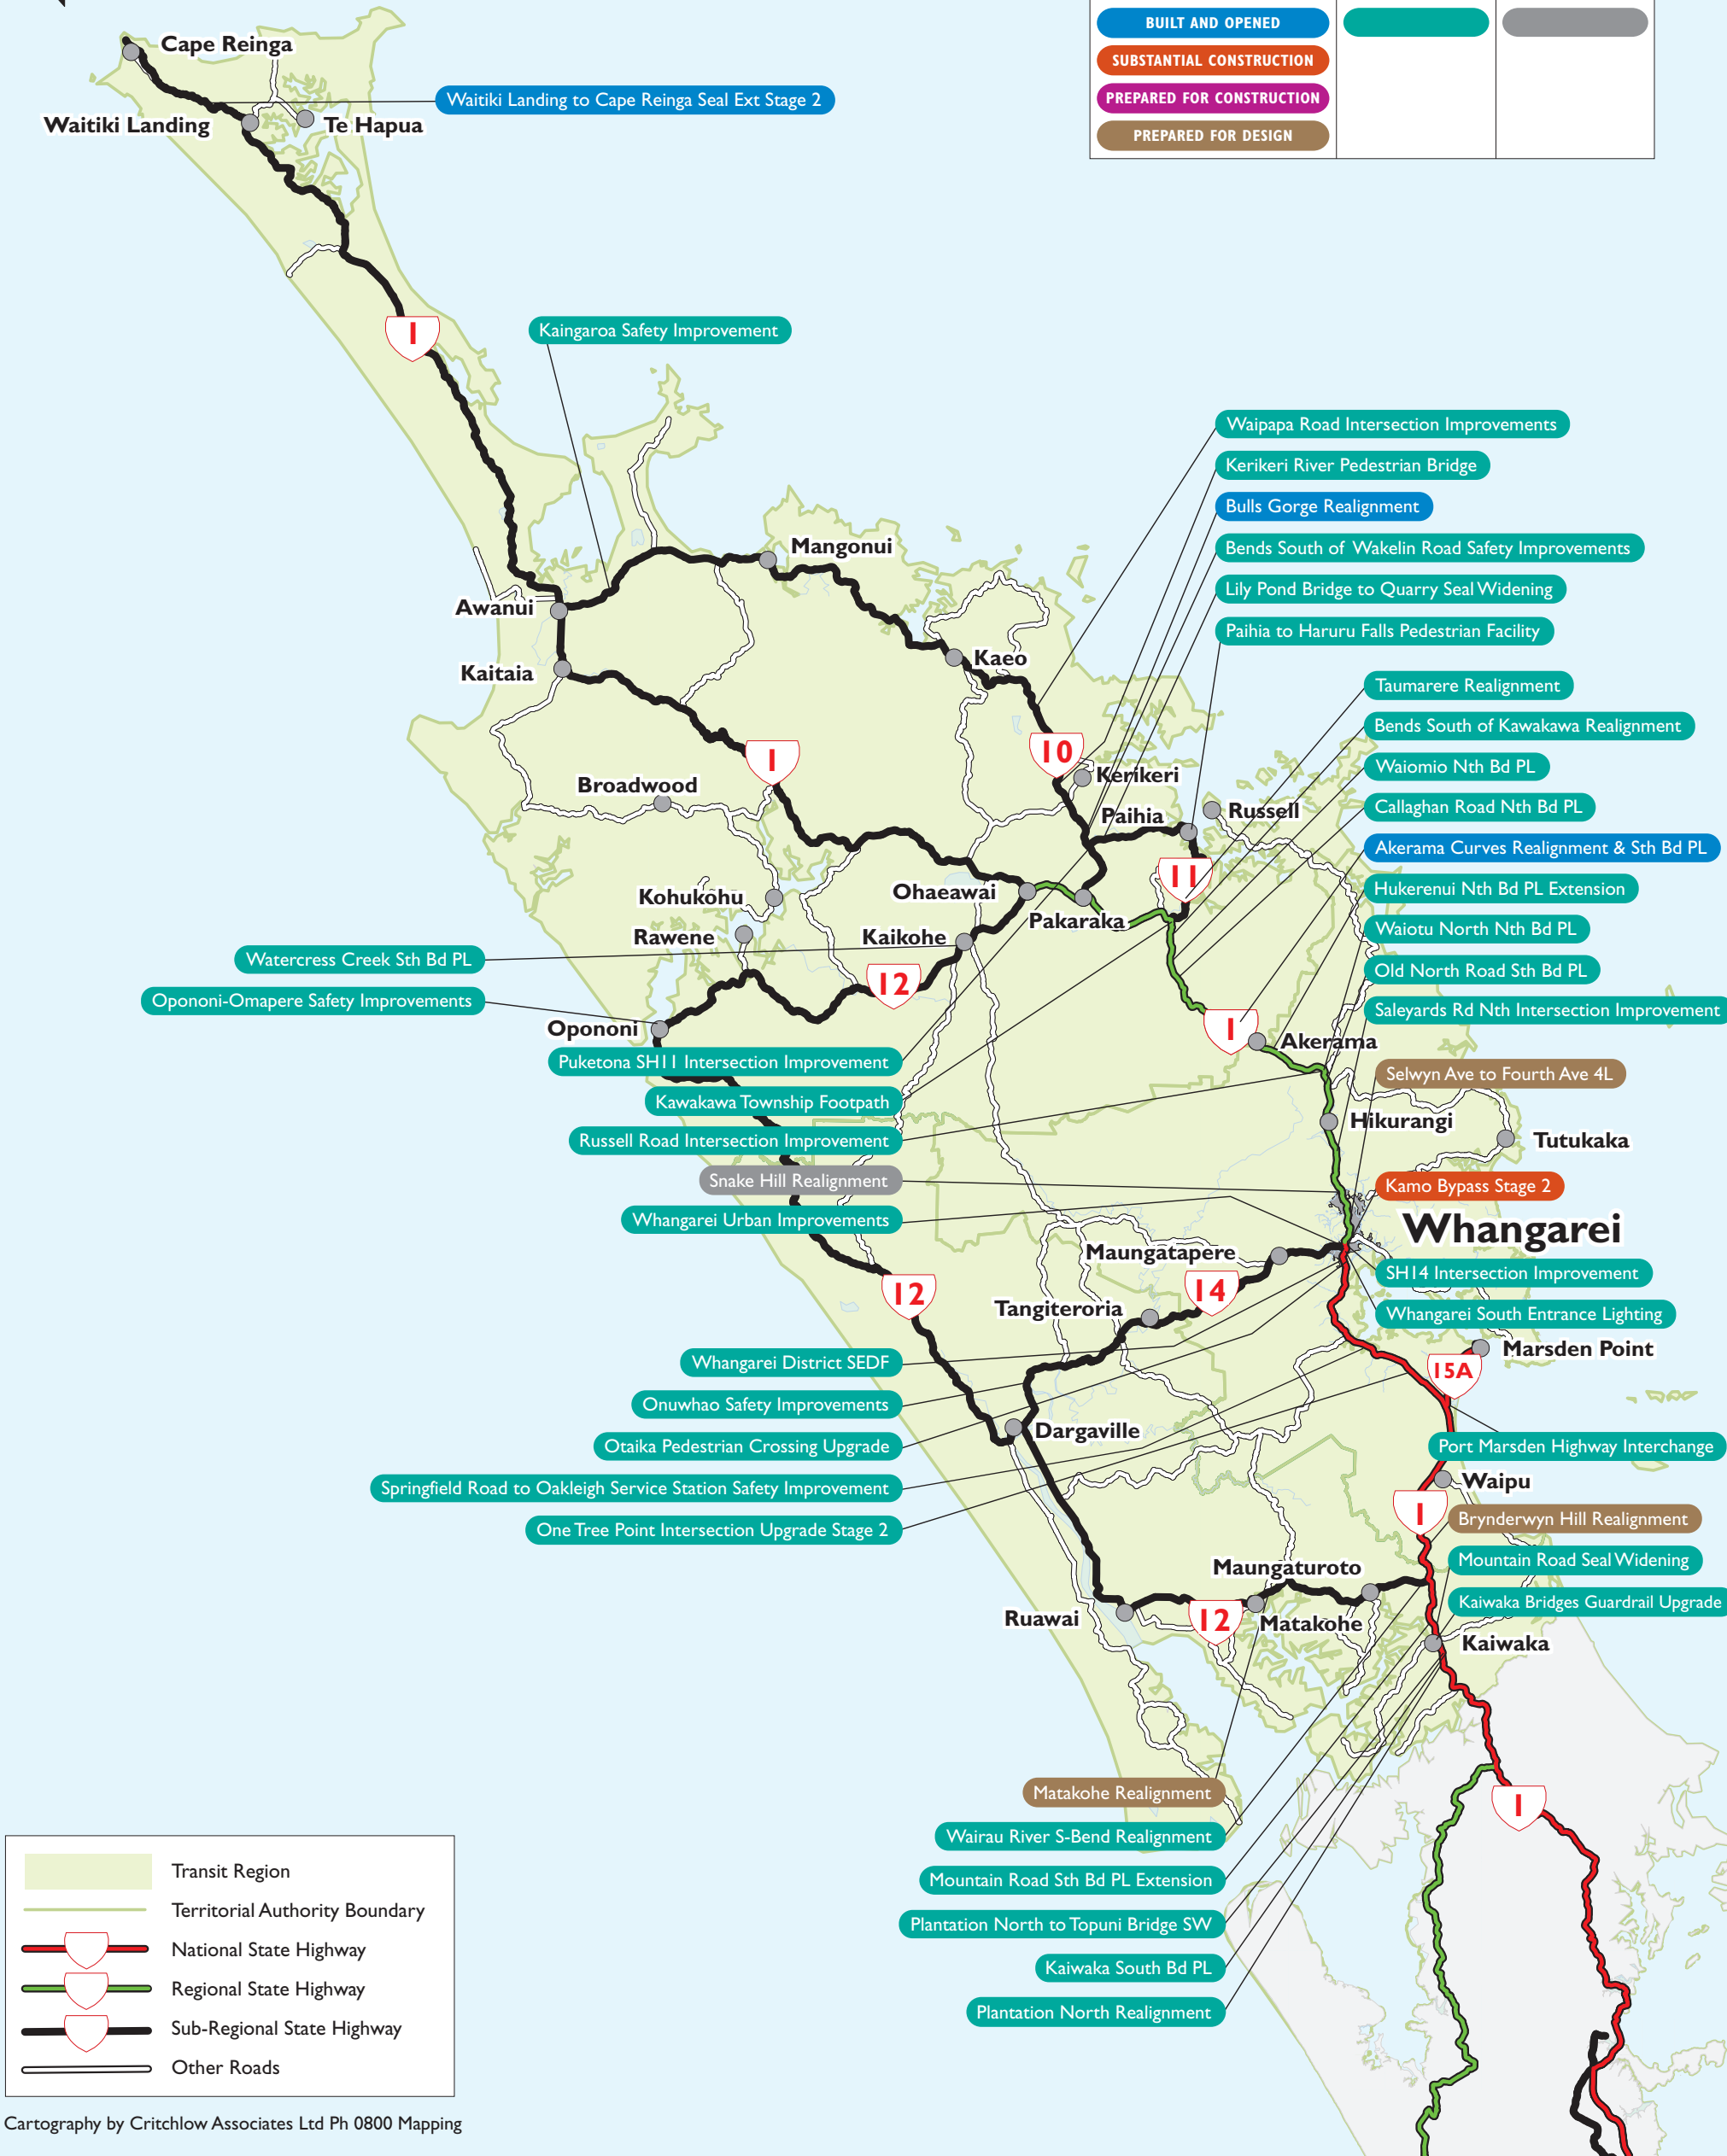 BUILT AND OPENED
SUBSTANTIAL CONSTRUCTION
PREPARED FOR CONSTRUCTION
PREPARED FOR DESIGN
Cape Reinga
Waitiki Landing to Cape Reinga Seal Ext Stage 2
Waitiki Landing
Te Hapua
1
Kaingaroa Safety Improvement
Waipapa Road Intersection Improvements
Kerikeri River Pedestrian Bridge
Bulls Gorge Realignment
Bends South of Wakelin Road Safety Improvements
Lily Pond Bridge to Quarry Seal Widening
Paihia to Haruru Falls Pedestrian Facility
Mangonui
Awanui
Kaitaia
Kaeo
Taumarere Realignment
Bends South of Kawakawa Realignment
Waiomio Nth Bd PL
Callaghan Road Nth Bd PL
Akerama Curves Realignment & Sth Bd PL
Hukerenui Nth Bd PL Extension
Waiotu North Nth Bd PL
Old North Road Sth Bd PL
Saleyards Rd Nth Intersection Improvement
1
10
Kerikeri
Broadwood
Paihia
Russell
11
Kohukohu
Ohaeawai
Pakaraka
Rawene
Kaikohe
Watercress Creek Sth Bd PL
12
Opononi-Omapere Safety Improvements
Opononi
1
Akerama
Puketona SH11 Intersection Improvement
Selwyn Ave to Fourth Ave 4L
Kawakawa Township Footpath
Hikurangi
Russell Road Intersection Improvement
Tutukaka
Snake Hill Realignment
Kamo Bypass Stage 2
Whangarei Urban Improvements
Whangarei
Maungatapere
SH14 Intersection Improvement
12
14
Tangiteroria
Whangarei South Entrance Lighting
Marsden Point
Whangarei District SEDF
15A
Onuwhao Safety Improvements
Dargaville
Otaika Pedestrian Crossing Upgrade
Port Marsden Highway Interchange
Springfield Road to Oakleigh Service Station Safety Improvement
Waipu
One Tree Point Intersection Upgrade Stage 2
1
Brynderwyn Hill Realignment
Mountain Road Seal Widening
Maungaturoto
Kaiwaka Bridges Guardrail Upgrade
Ruawai
12
Matakohe
Kaiwaka
Matakohe Realignment
1
Wairau River S-Bend Realignment
Mountain Road Sth Bd PL Extension
Plantation North to Topuni Bridge SW
Kaiwaka South Bd PL
Plantation North Realignment
Transit Region
Territorial Authority Boundary
National State Highway
Regional State Highway
Sub-Regional State Highway
Other Roads
Cartography by Critchlow Associates Ltd Ph 0800 Mapping